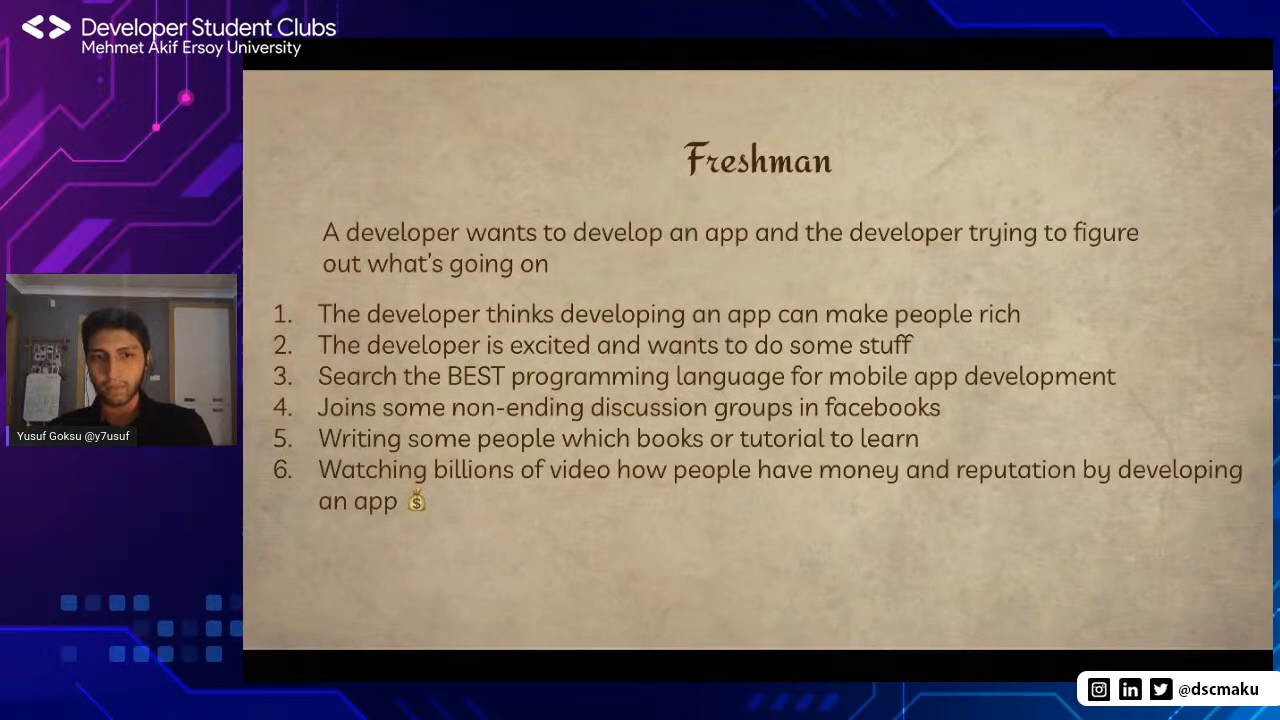 Developer Student Clubs
Mehmet Akif Ersoy University
Freshman
A developer wants to develop an app and the developer trying to figure
out what's going on
1. The developer thinks developing an app can make people rich
2. The developer is excited and wants to do some stuff
3. Search the BEST programming language for mobile app development
4. Joins some non-ending discussion groups in facebooks
5. Writing some people which books or tutorial to learn
6. Watching billions of video how people have money and reputation by developing
an app 💰
Yusuf Goksu @y7usuf
@dscmaku